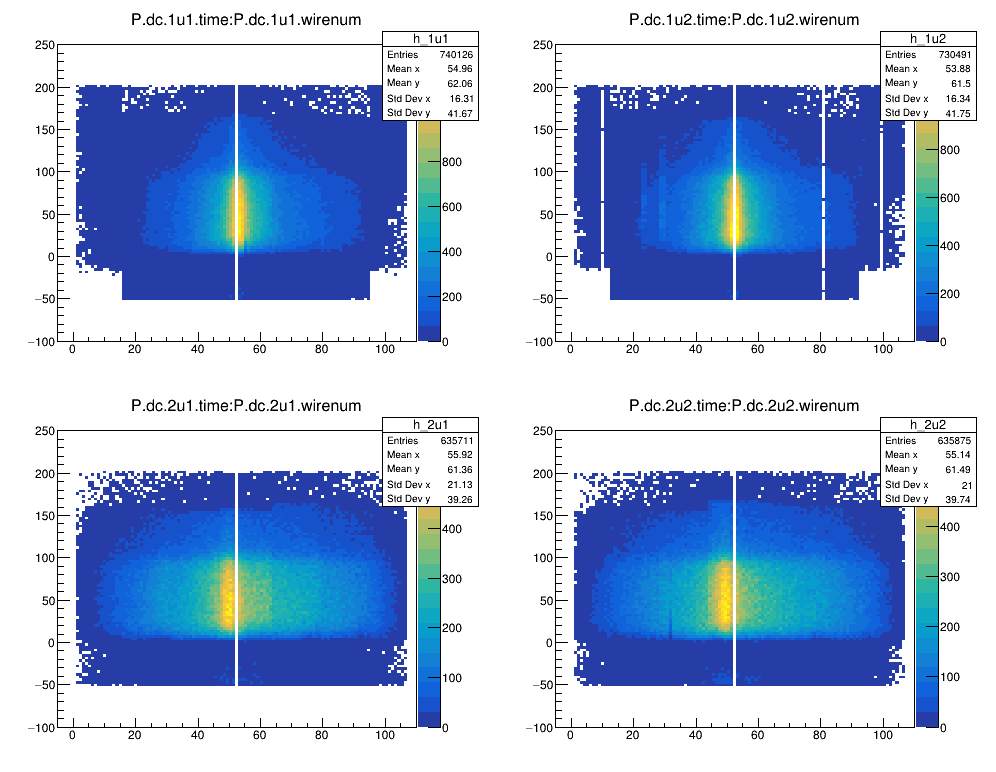 P.dc.1u1.time:P.dc.1u1.wirenum
h_1u1
Entries 740126
Mean x 54.96
Mean y 62.06
Std Dev x 16.31
Std Dev y 41.67
250
200
150
100
50
0
−50
−100
0 20 40 60 80 100
800
600
400
200
0
P.dc.1u2.time:P.dc.1u2.wirenum
h_1u2
Entries 730491
Mean x 53.88
Mean y 61.5
Std Dev x 16.34
Std Dev y 41.75
250
200
150
100
50
0
−50
−100
0 20 40 60 80 100
800
600
400
200
0
P.dc.2u1.time:P.dc.2u1.wirenum
h_2u1
Entries 635711
Mean x 55.92
Mean y 61.36
Std Dev x 21.13
Std Dev y 39.26
250
200
150
100
50
0
−50
−100
0 20 40 60 80 100
400
300
200
100
0
P.dc.2u2.time:P.dc.2u2.wirenum
h_2u2
Entries 635875
Mean x 55.14
Mean y 61.49
Std Dev x 21
Std Dev y 39.74
250
200
150
100
50
0
−50
−100
0 20 40 60 80 100
400
300
200
100
0